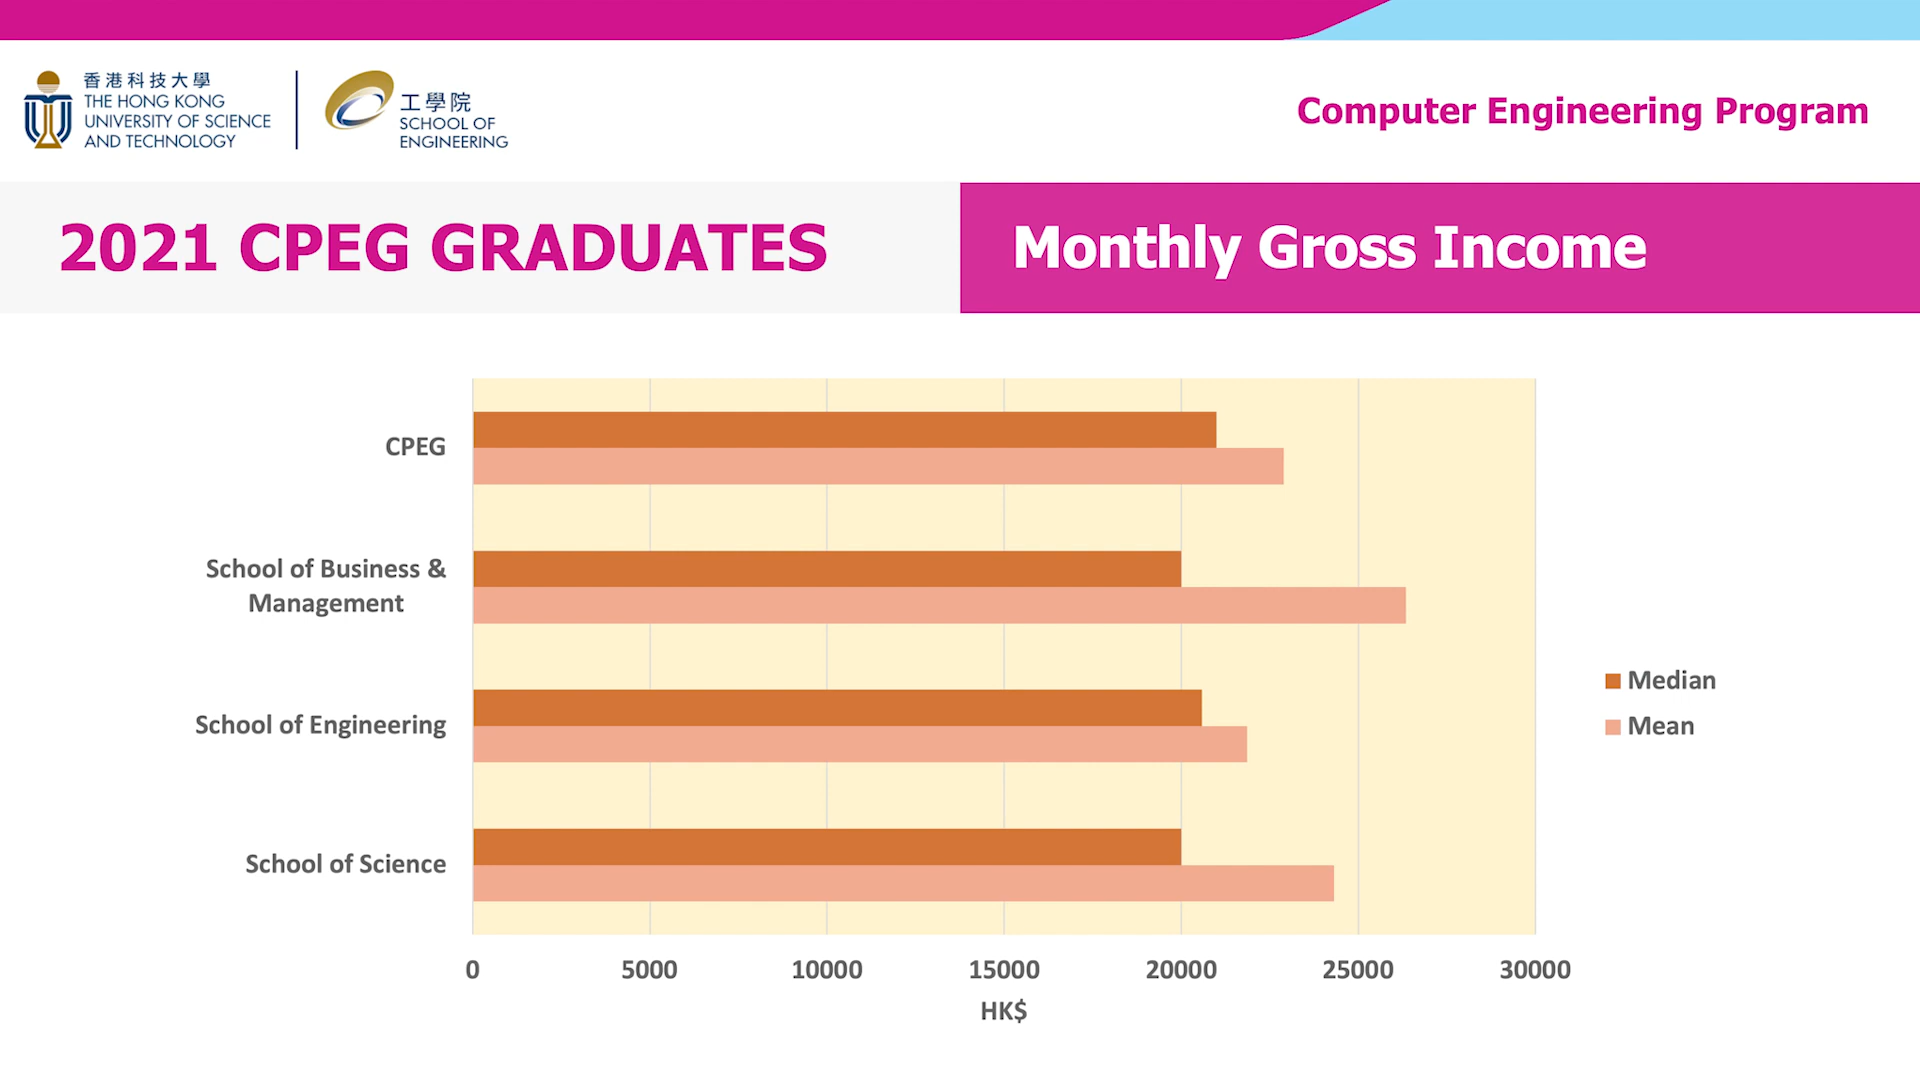 香港科技大學
THE HONG KONG
UNIVERSITY OF SCIENCE
AND TECHNOLOGY
工學院
SCHOOL OF
ENGINEERING
Computer Engineering Program
2021 CPEG GRADUATES
Monthly Gross Income
CPEG
School of Business &
Management
School of Engineering
School of Science
Median
Mean
0 5000 10000 15000 20000 25000 30000
HK$